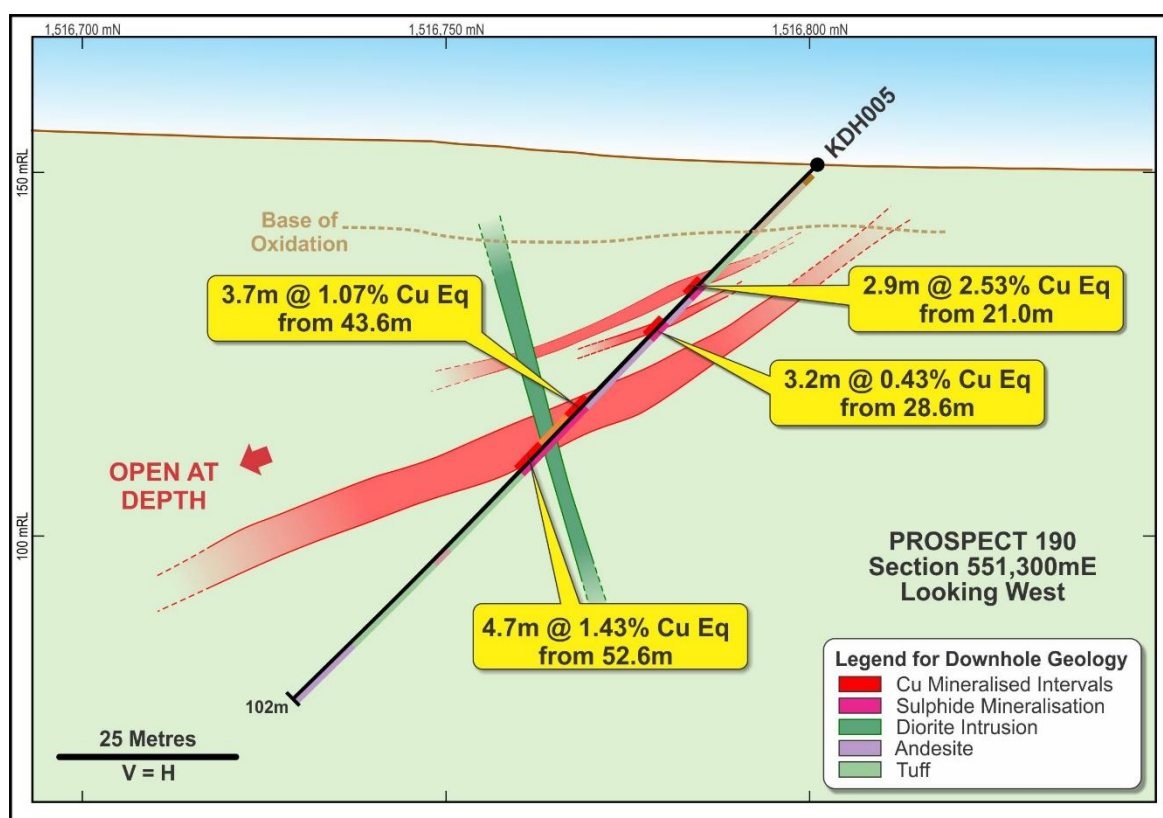 1,516,700 mN
1,516,750 mN
1,516,800 mN
KDH005
150 mRL
Base of
Oxidation
3.7m @ 1.07% Cu Eq
from 43.6m
2.9m @ 2.53% Cu Eq
from 21.0m
3.2m @ 0.43% Cu Eq
from 28.6m
OPEN AT
DEPTH
100 mRL
PROSPECT 190
Section 551,300mE
Looking West
4.7m @ 1.43% Cu Eq
from 52.6m
102m
25 Metres
V = H
Legend for Downhole Geology
Cu Mineralised Intervals
Sulphide Mineralisation
Diorite Intrusion
Andesite
Tuff